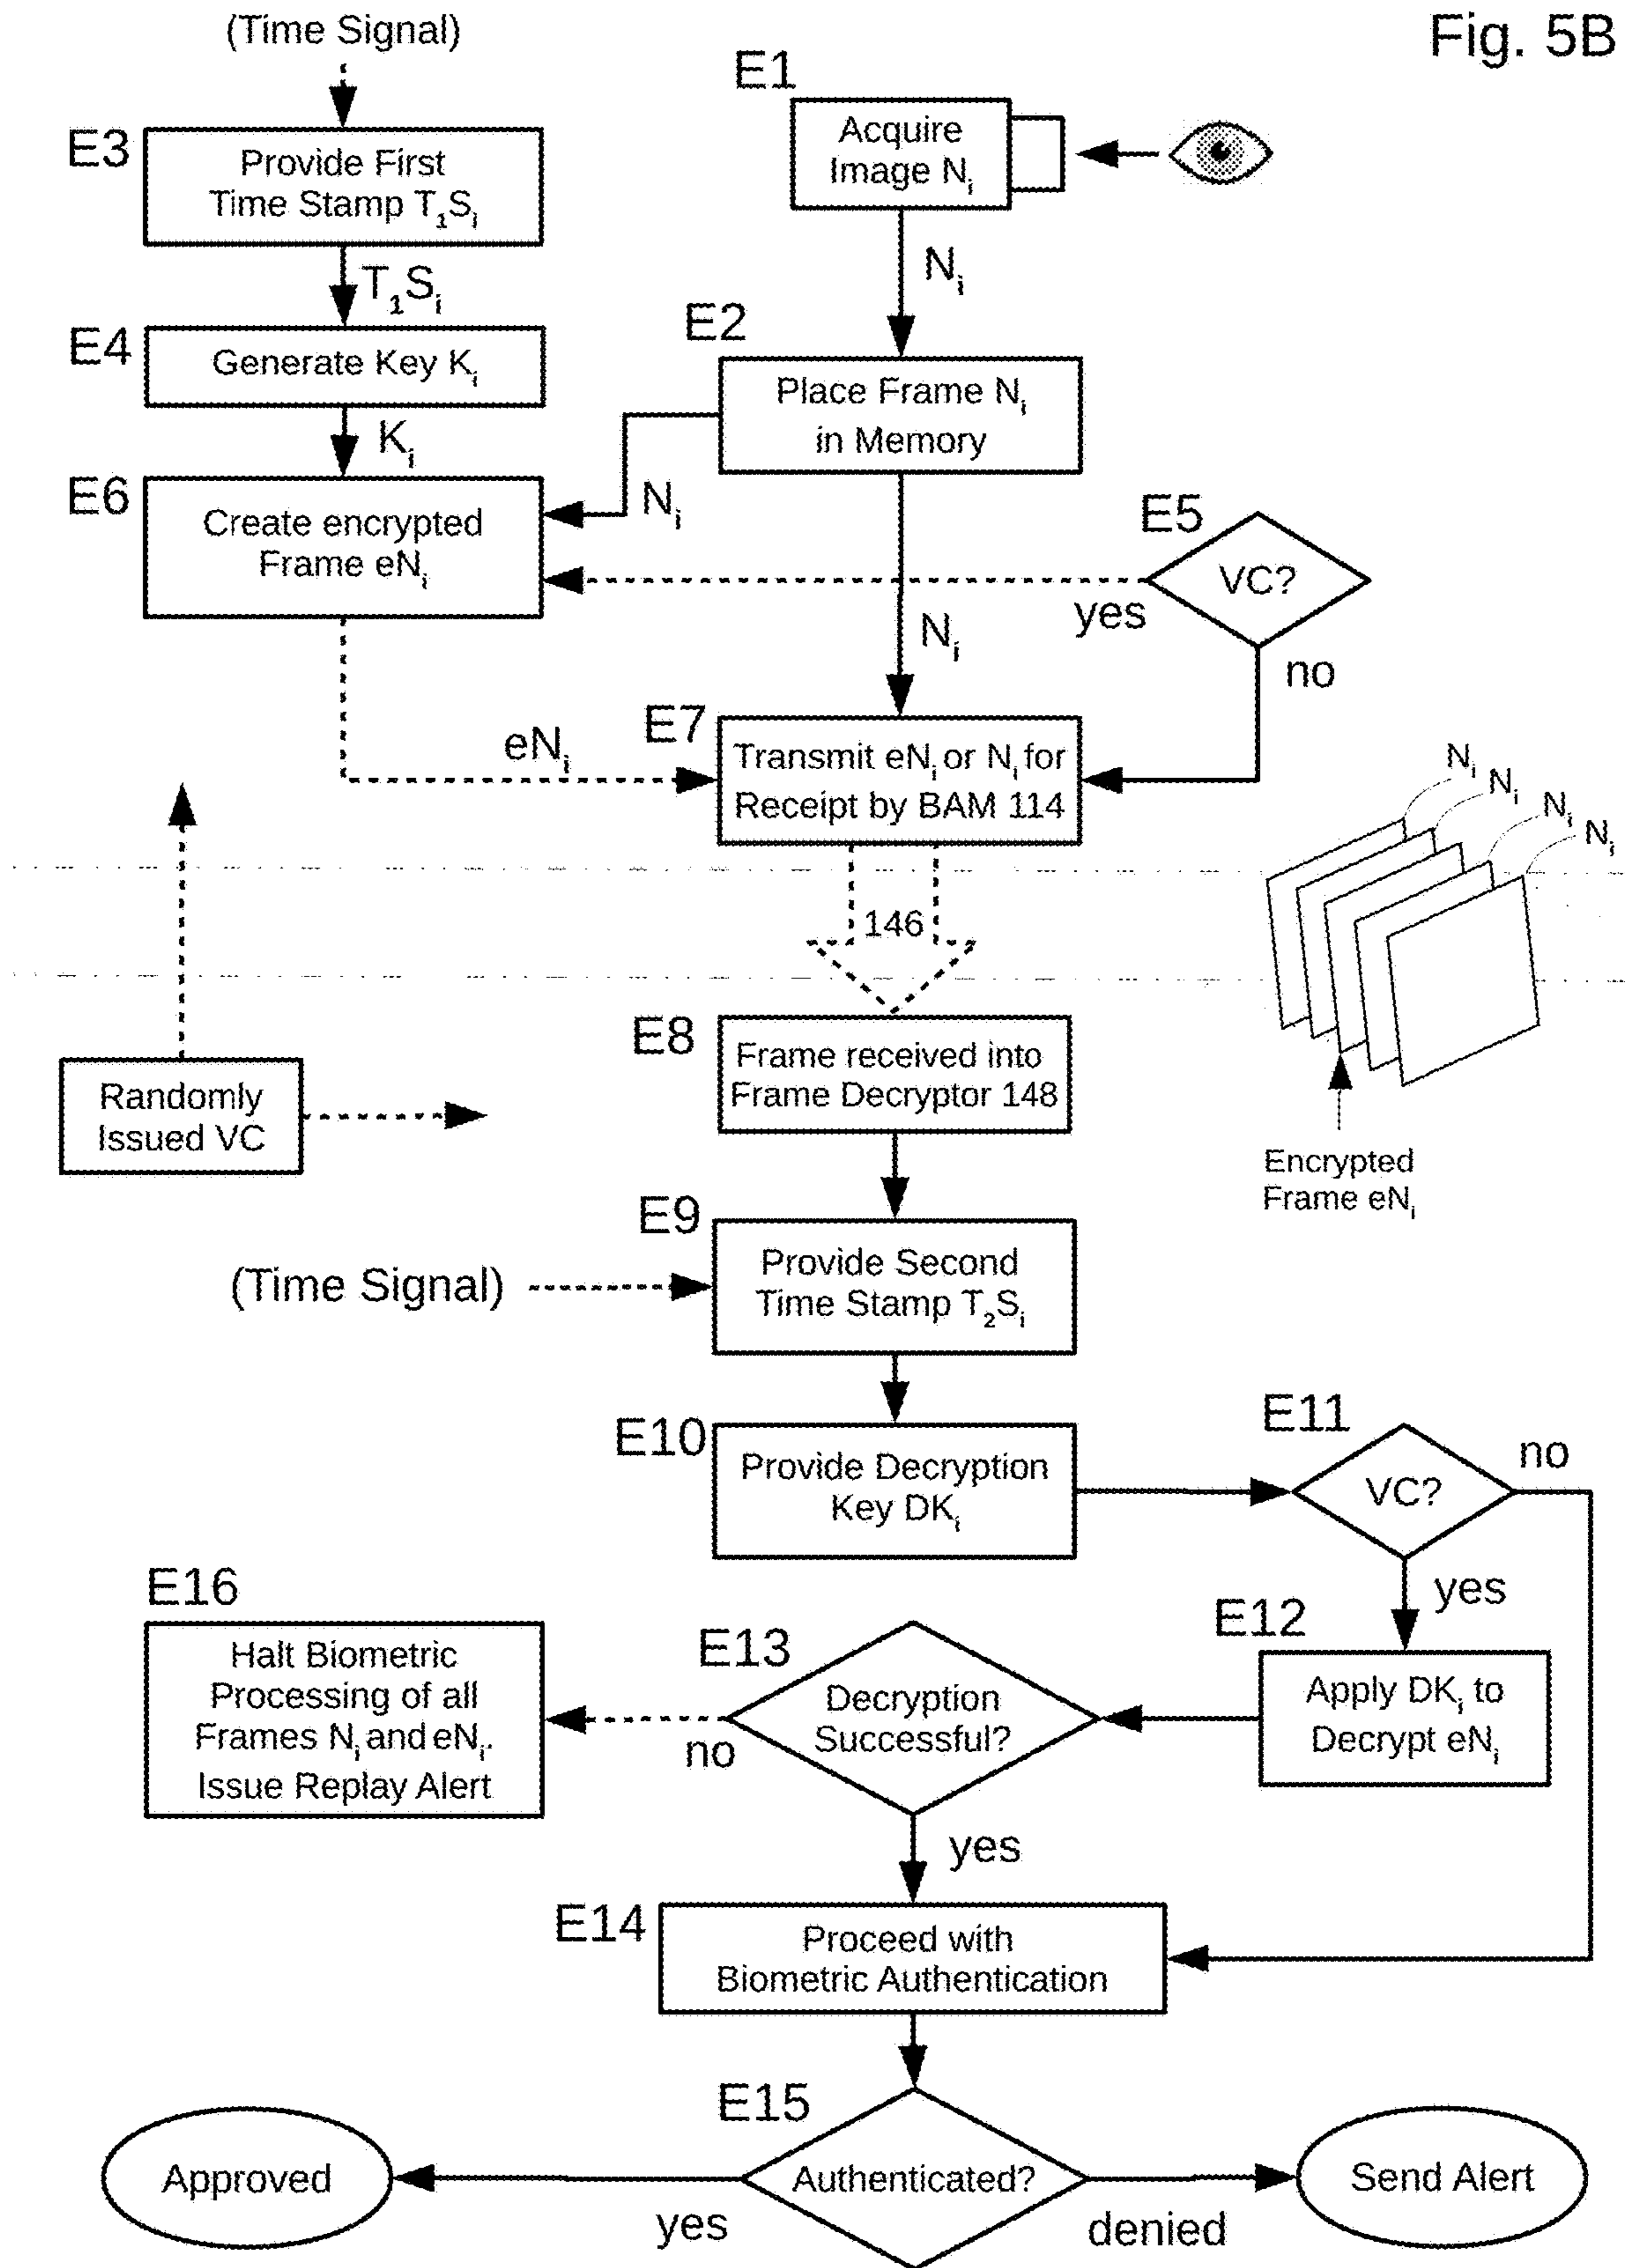 Fig. 5B
(Time Signal)
E1
Acquire
Image Nᵢ
E3
Provide First
Time Stamp T₁Sᵢ
T₁Sᵢ
Nᵢ
E2
Place Frame Nᵢ
in Memory
E4
Generate Key Kᵢ
Kᵢ
Nᵢ
E6
Create encrypted
Frame eNᵢ
E5
VC?
yes
no
Nᵢ
eNᵢ
E7
Transmit eNᵢ or Nᵢ for
Receipt by BAM 114
Nᵢ
Nᵢ
Nᵢ
Nᵢ
146
E8
Frame received into
Frame Decryptor 148
Randomly
Issued VC
Encrypted
Frame eNᵢ
E9
Provide Second
Time Stamp T₂Sᵢ
(Time Signal)
E10
Provide Decryption
Key DKᵢ
E11
VC?
no
yes
E12
Apply DKᵢ to
Decrypt eNᵢ
E13
Decryption
Successful?
no
yes
E16
Halt Biometric
Processing of all
Frames Nᵢ and eNᵢ.
Issue Replay Alert
E14
Proceed with
Biometric Authentication
E15
Authenticated?
yes
denied
Approved
Send Alert